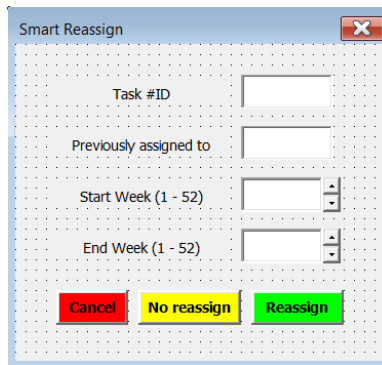 Smart Reassign
Task #ID
Previously assigned to
Start Week (1 - 52)
End Week (1 - 52)
Cancel No reassign Reassign